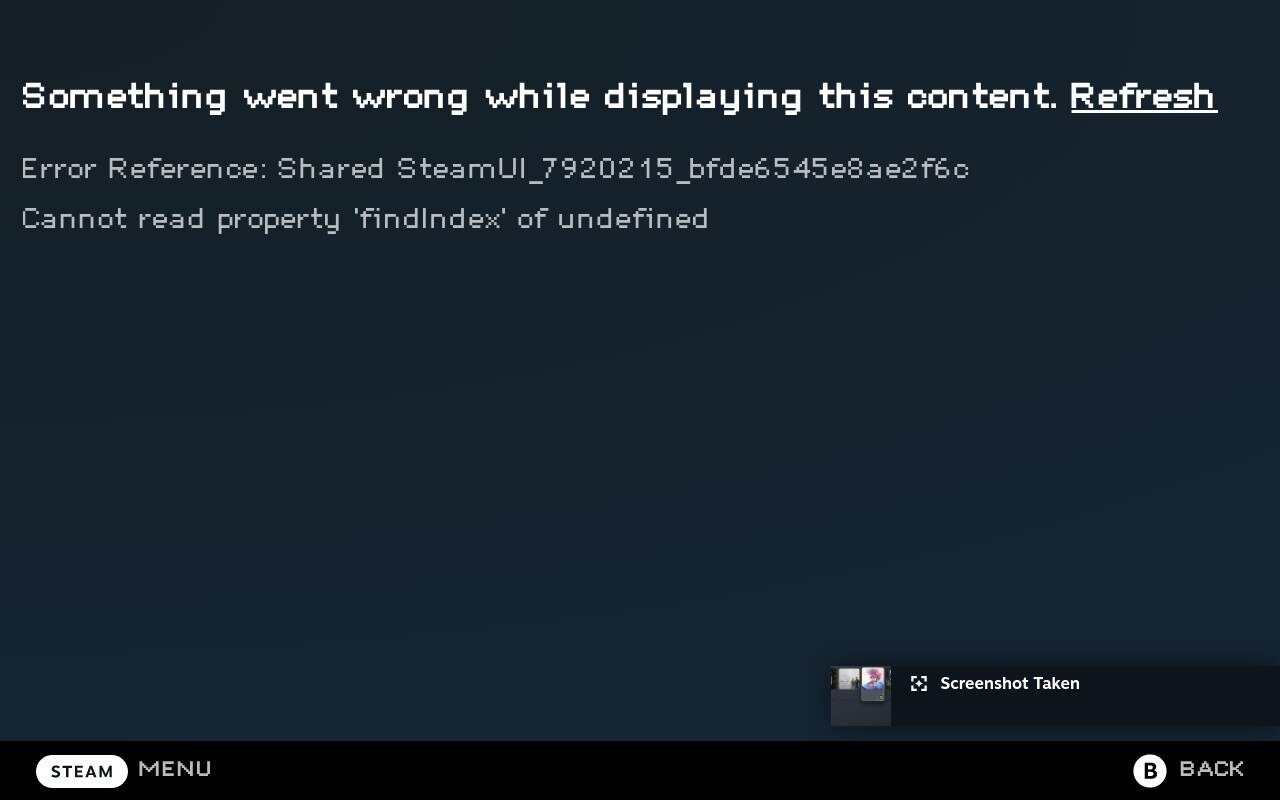 Something went wrong while displaying this content. Refresh
Error Reference: Shared SteamUI_7920215_bfde6545e8ae2f6c
Cannot read property 'findIndex' of undefined
Screenshot Taken
STEAM MENU
B BACK